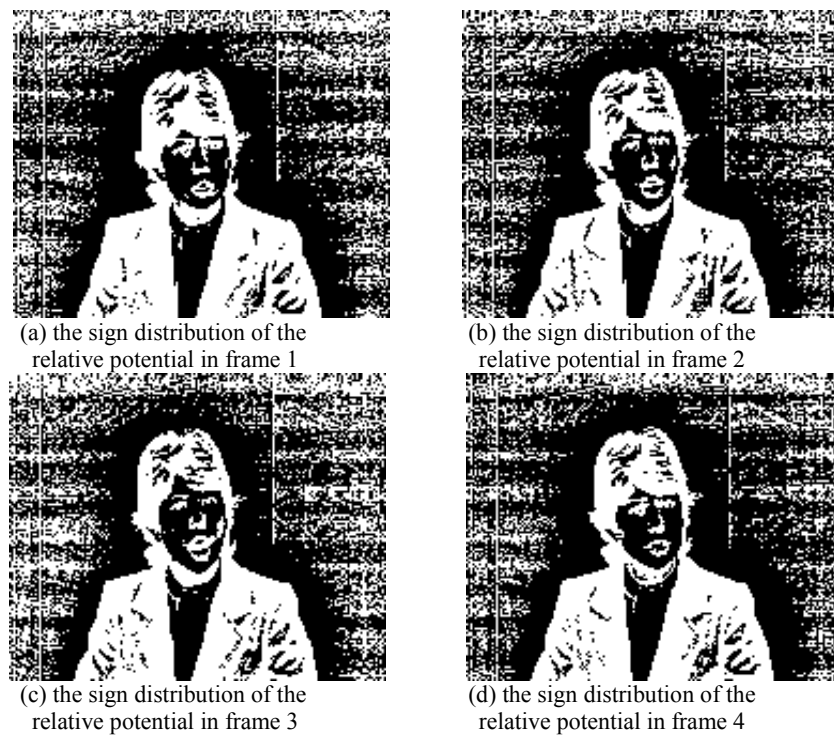 (a) the sign distribution of the
relative potential in frame 1
(b) the sign distribution of the
relative potential in frame 2
(c) the sign distribution of the
relative potential in frame 3
(d) the sign distribution of the
relative potential in frame 4